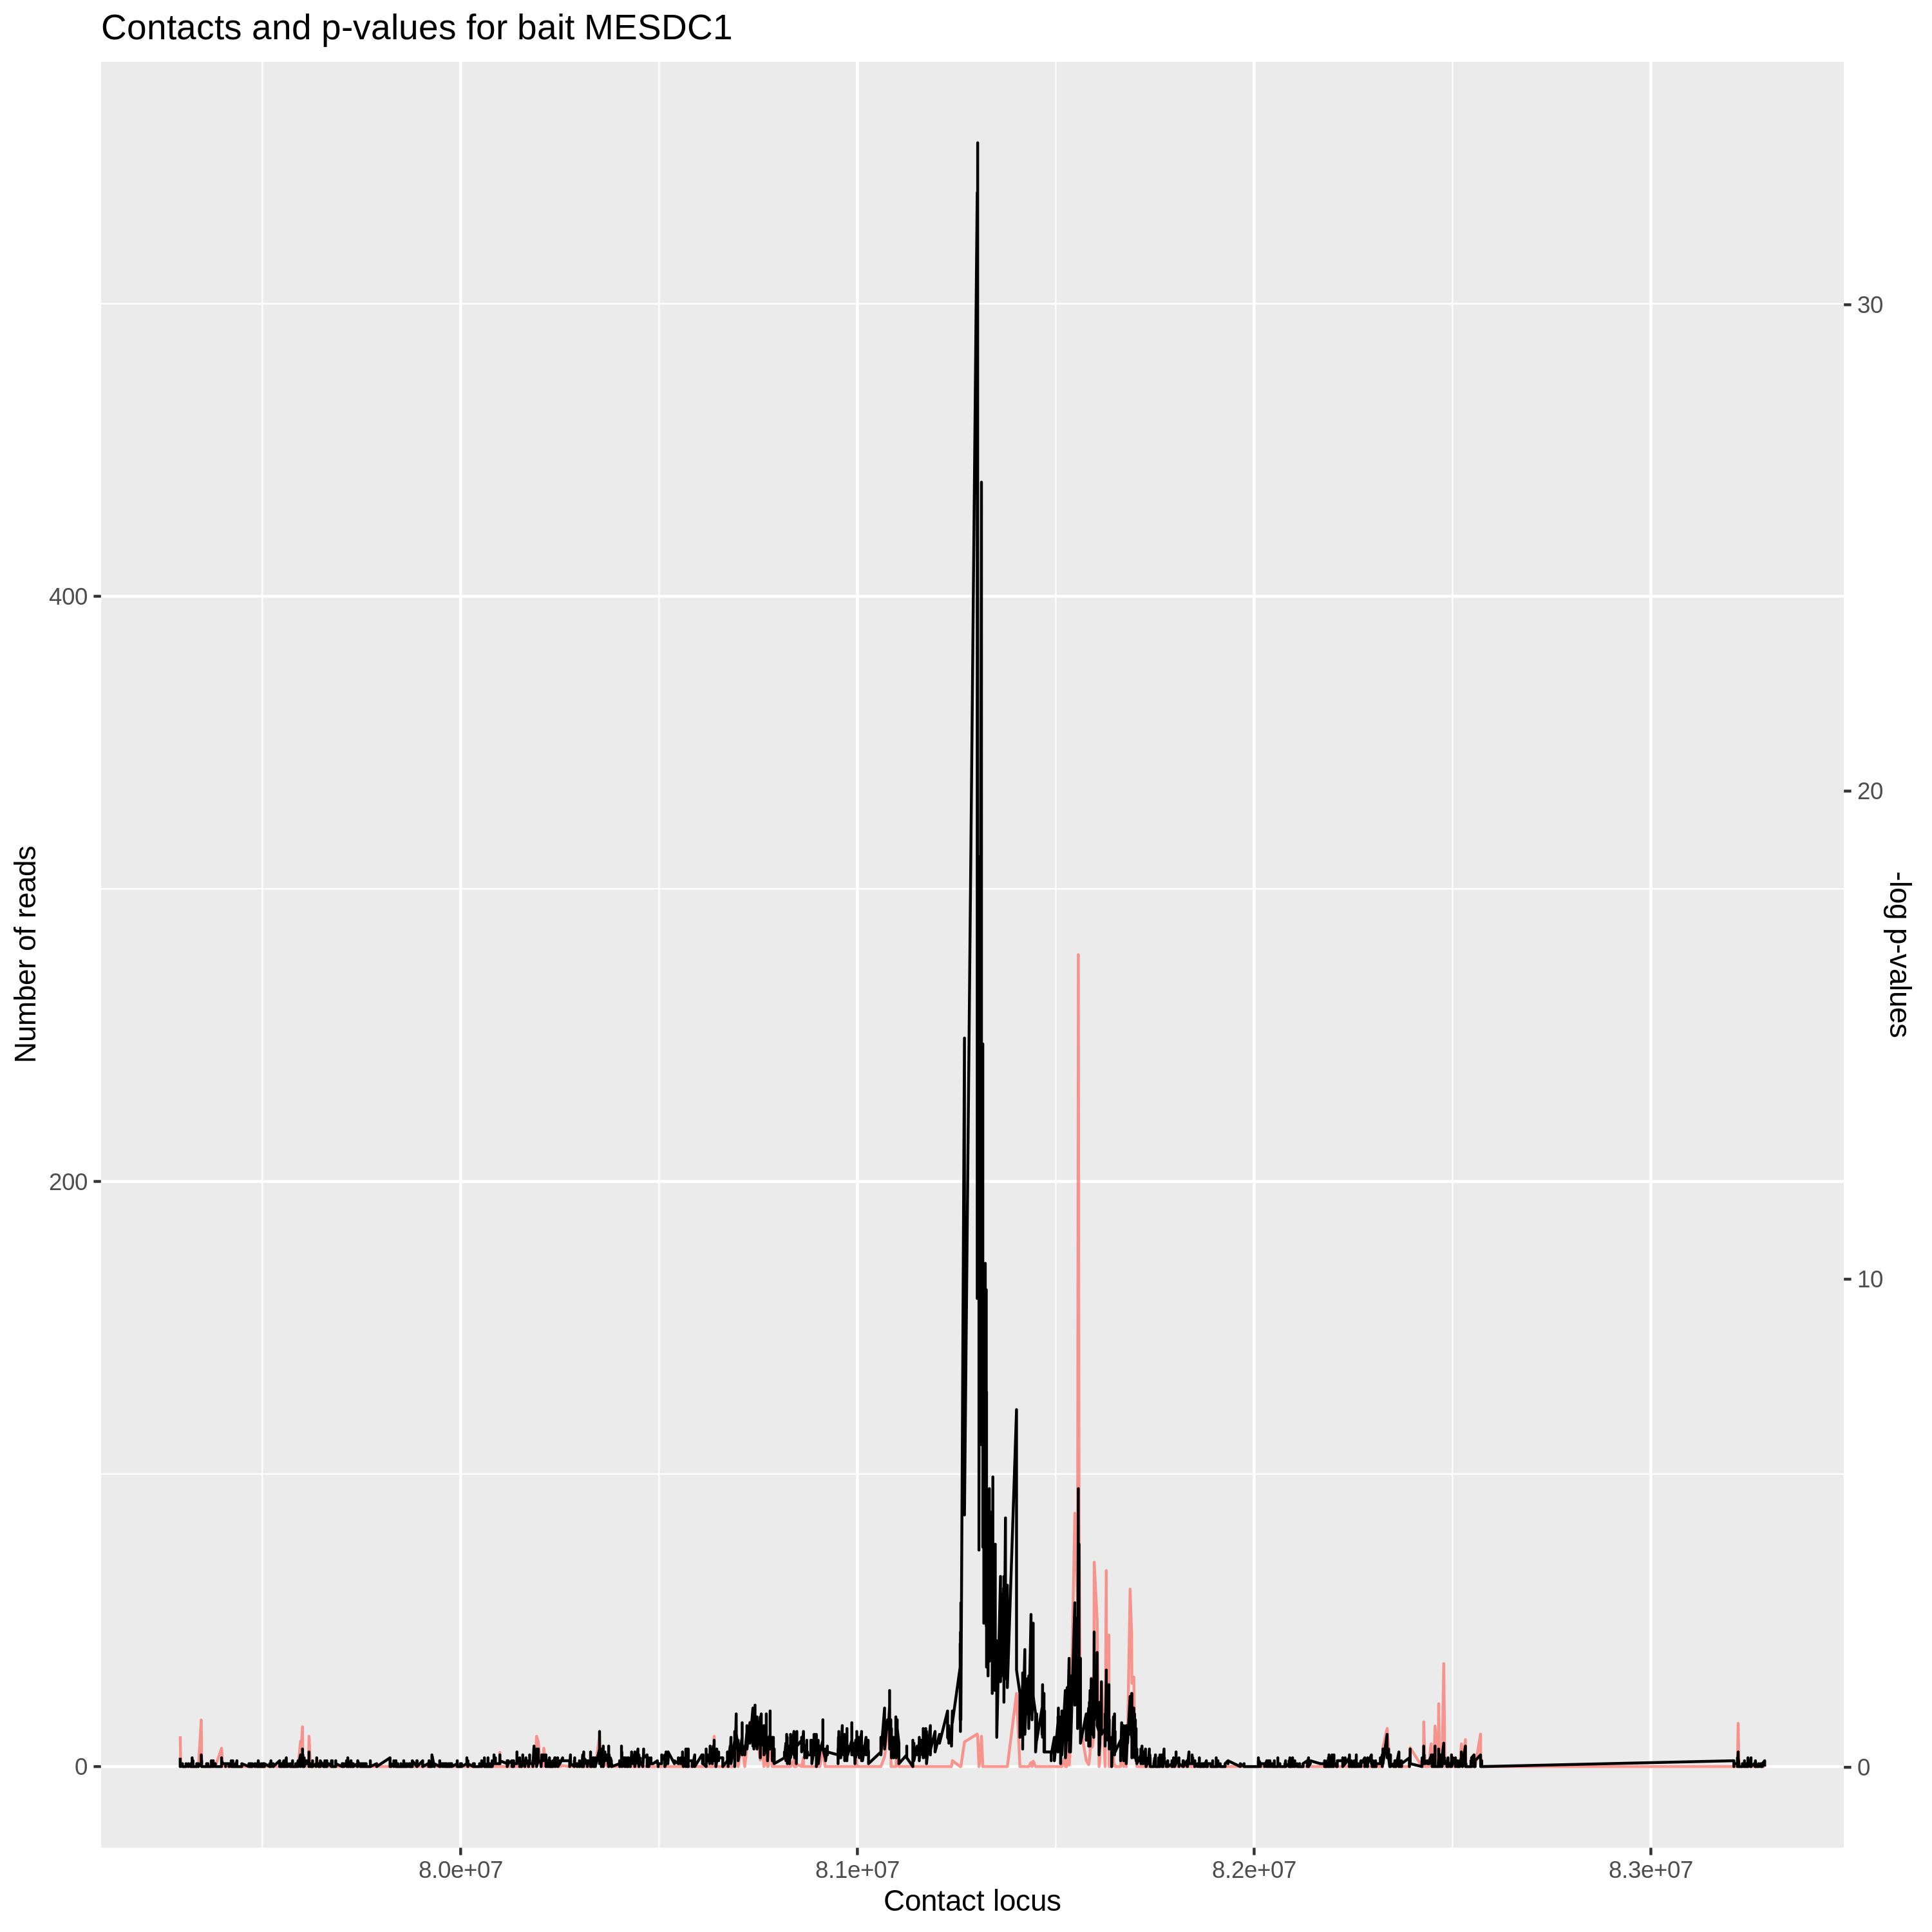 Contacts and p-values for bait MESDC1
Number of reads
400
200
0
30
20
10
0
-log p-values
8.0e+07
8.1e+07
8.2e+07
8.3e+07
Contact locus